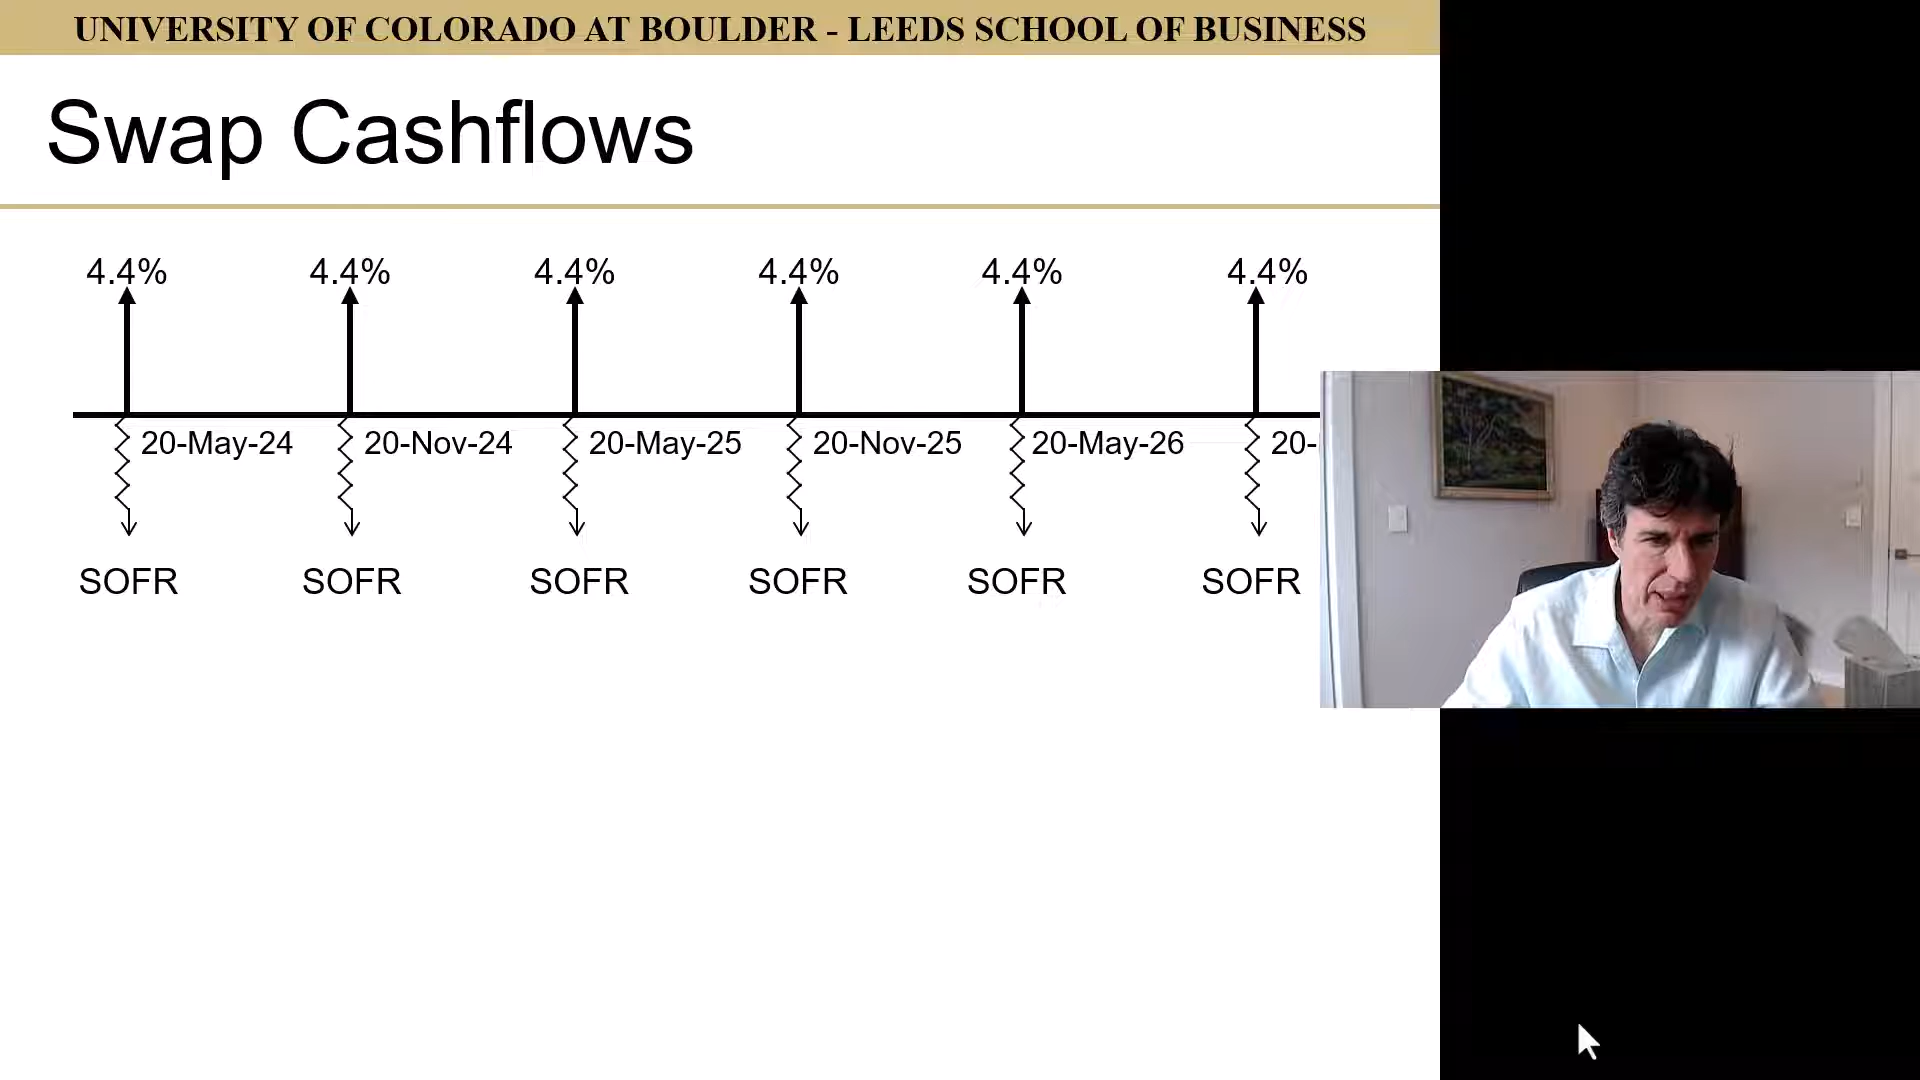 UNIVERSITY OF COLORADO AT BOULDER - LEEDS SCHOOL OF BUSINESS
Swap Cashflows
4.4% 4.4% 4.4% 4.4% 4.4% 4.4%
20-May-24 20-Nov-24 20-May-25 20-Nov-25 20-May-26 20-
SOFR SOFR SOFR SOFR SOFR SOFR